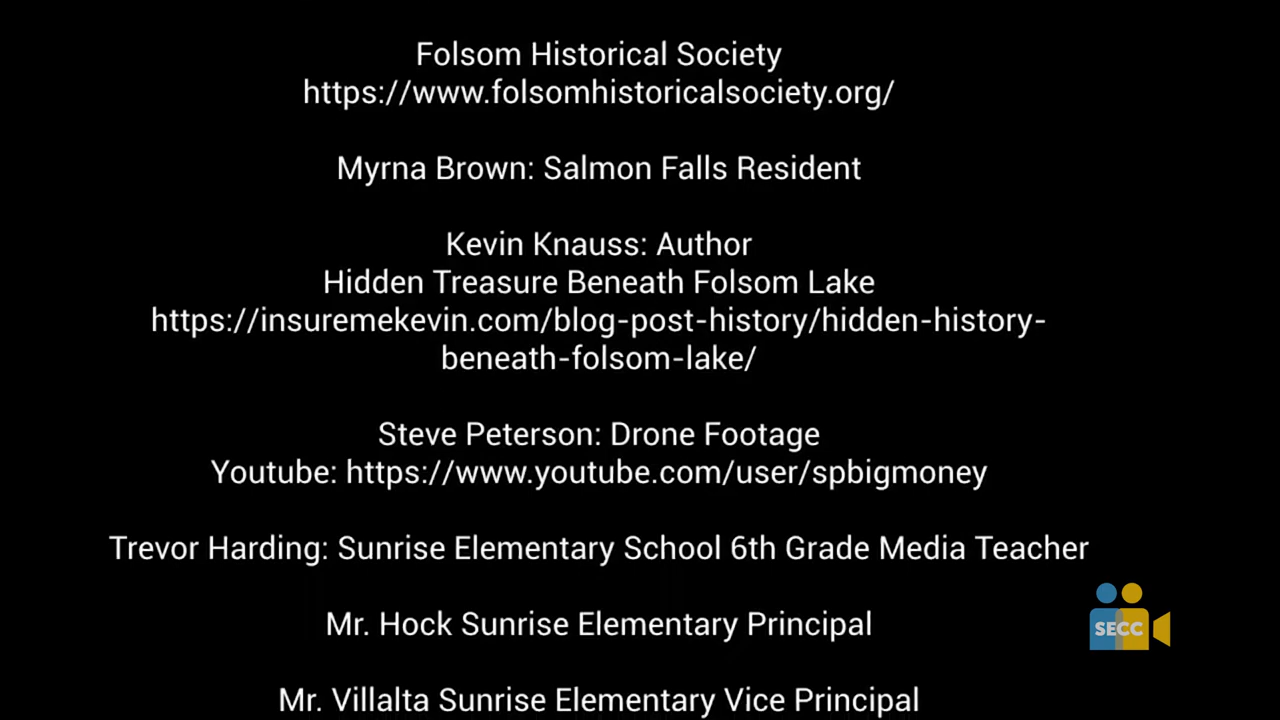 Folsom Historical Society
https://www.folsomhistoricalsociety.org/
Myrna Brown: Salmon Falls Resident
Kevin Knauss: Author
Hidden Treasure Beneath Folsom Lake
https://insuremekevin.com/blog-post-history/hidden-history-
beneath-folsom-lake/
Steve Peterson: Drone Footage
Youtube: https://www.youtube.com/user/spbigmoney
Trevor Harding: Sunrise Elementary School 6th Grade Media Teacher
Mr. Hock Sunrise Elementary Principal
SECC
Mr. Villalta Sunrise Elementary Vice Principal